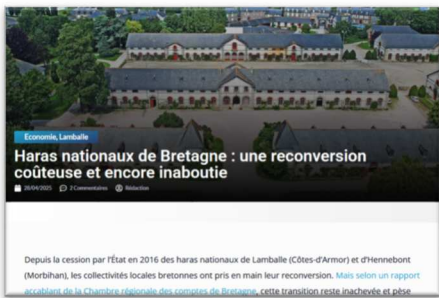 Economie, Lamballe
Haras nationaux de Bretagne : une reconversion
coûteuse et encore inaboutie
28/04/2025 2 Commentaires Rédaction
Depuis la cession par l'État en 2016 des haras nationaux de Lamballe (Côtes-d'Armor) et d'Hennebont
(Morbihan), les collectivités locales bretonnes ont pris en main leur reconversion. Mais selon un rapport
accablant de la Chambre régionale des comptes de Bretagne, cette transition reste inachevée et pèse